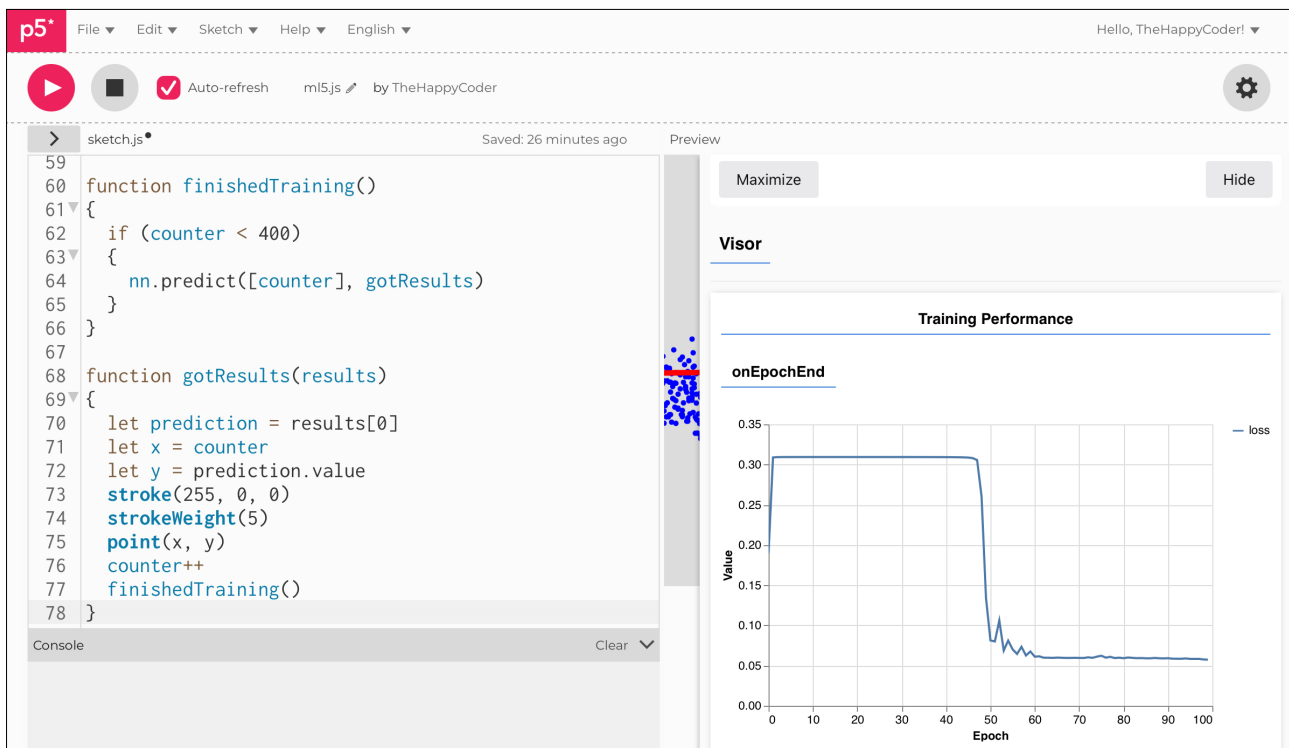 p5* File Edit Sketch Help English Hello, TheHappyCoder!
Auto-refresh ml5.js by TheHappyCoder
sketch.js Saved: 26 minutes ago Preview
59
60 function finishedTraining()
61 {
62 if (counter < 400)
63 {
64 nn.predict([counter], gotResults)
65 }
66 }
67
68 function gotResults(results)
69 {
70 let prediction = results[0]
71 let x = counter
72 let y = prediction.value
73 stroke(255, 0, 0)
74 strokeWeight(5)
75 point(x, y)
76 counter++
77 finishedTraining()
78 }
Console Clear
Maximize Hide
Visor
Training Performance
onEpochEnd
0.35
0.30
0.25
0.20
0.15
0.10
0.05
0.00
Value
0 10 20 30 40 50 60 70 80 90 100
Epoch
loss